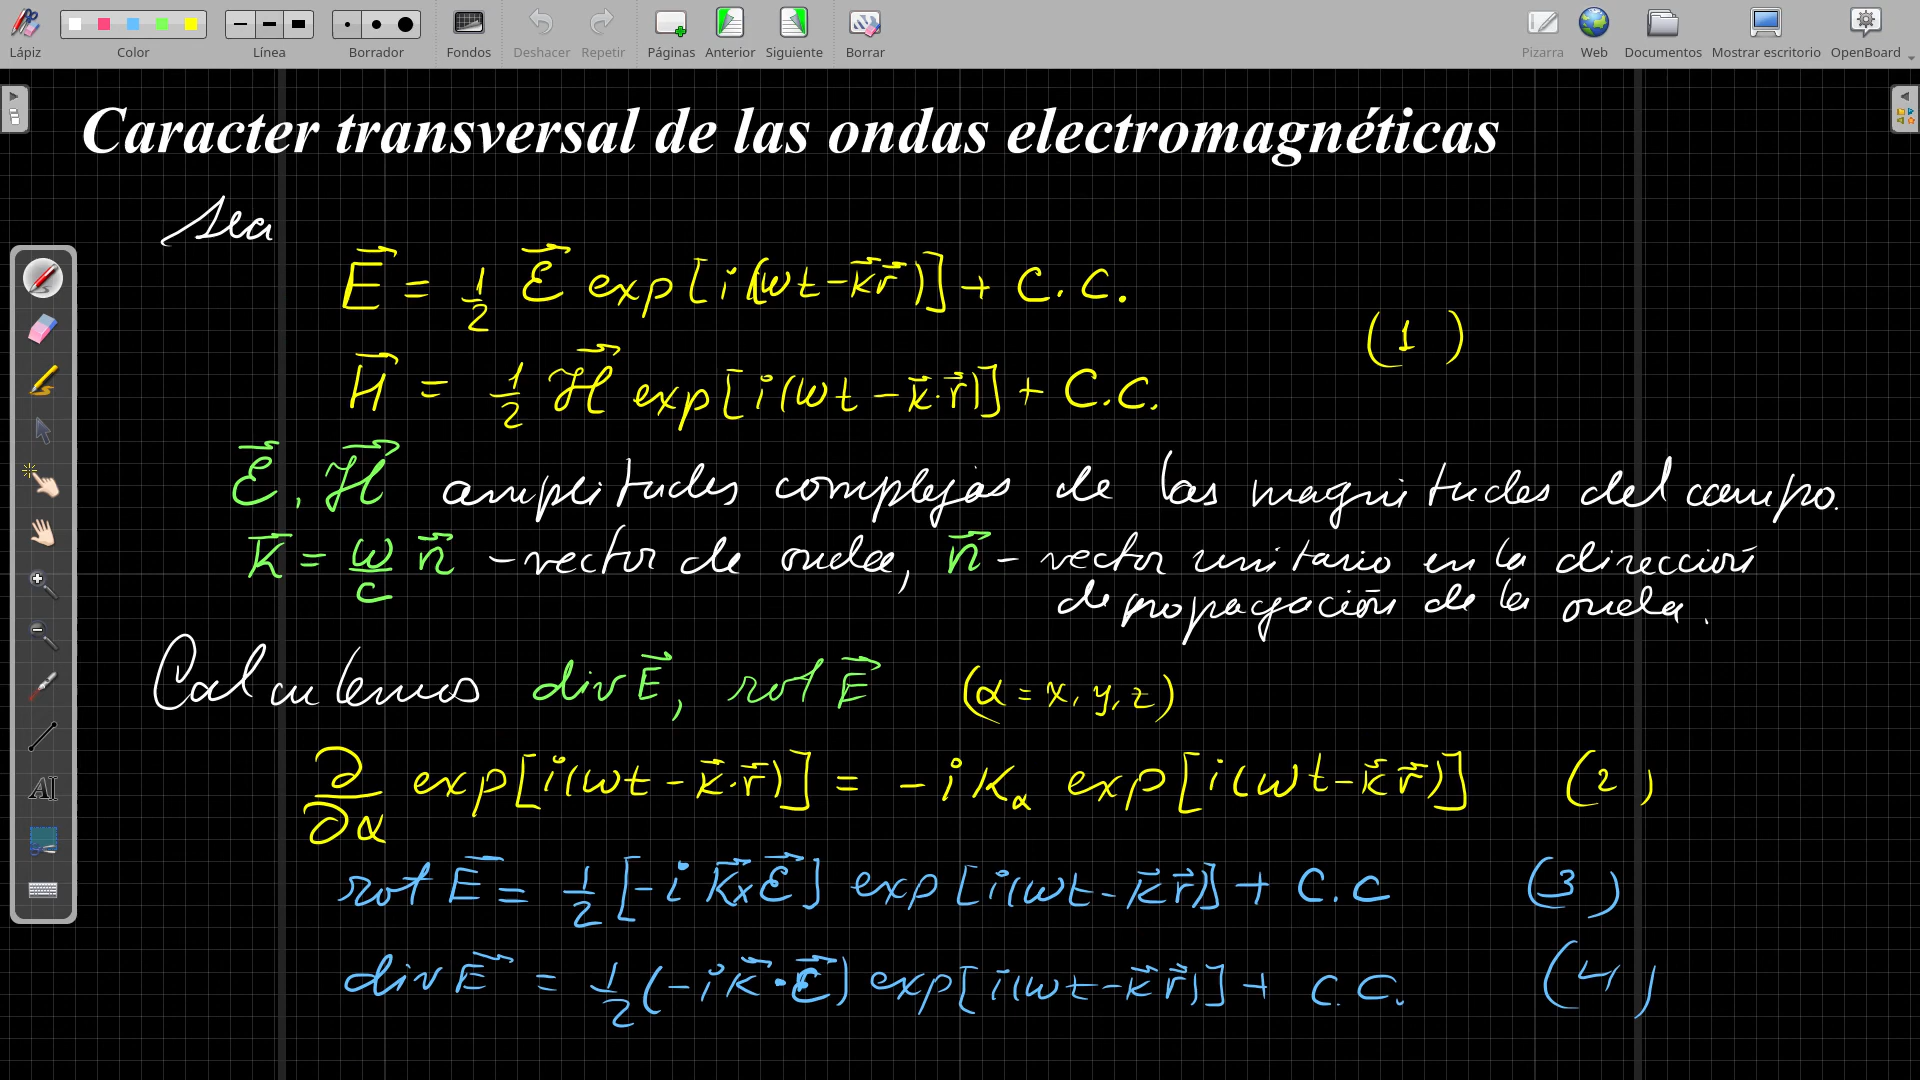 Lápiz Color Línea Borrador Fondos Deshacer Repetir Páginas Anterior Siguiente Borrar Pizarra Web Documentos Mostrar escritorio OpenBoard
Caracter transversal de las ondas electromagnéticas
Sea
E⃗ = 1/2 ℰ⃗ exp[i(ωt-k⃗r⃗)] + C.C.
(1)
H⃗ = 1/2 ℋ⃗ exp[i(ωt-k⃗·r⃗)] + C.C.
ℰ⃗, ℋ⃗ amplitudes complejas de las magnitudes del campo.
k⃗ = ω/c n⃗ - vector de onda, n⃗ - vector unitario en la dirección
de propagación de la onda.
Calculemos div E⃗, rot E⃗ (α = x, y, z)
∂/∂α exp[i(ωt-k⃗·r⃗)] = -i Kα exp[i(ωt-k⃗r⃗)] (2)
rot E⃗ = 1/2 [-i k⃗×ℰ⃗] exp[i(ωt-k⃗r⃗)] + C.C (3)
div E⃗ = 1/2 (-i k⃗·ℰ⃗) exp[i(ωt-k⃗r⃗)] + C.C. (4)